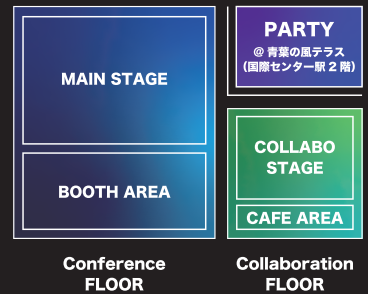 MAIN STAGE
BOOTH AREA
Conference
FLOOR
PARTY
@ 青葉の風テラス
(国際センター駅 2 階)
COLLABO
STAGE
CAFE AREA
Collaboration
FLOOR